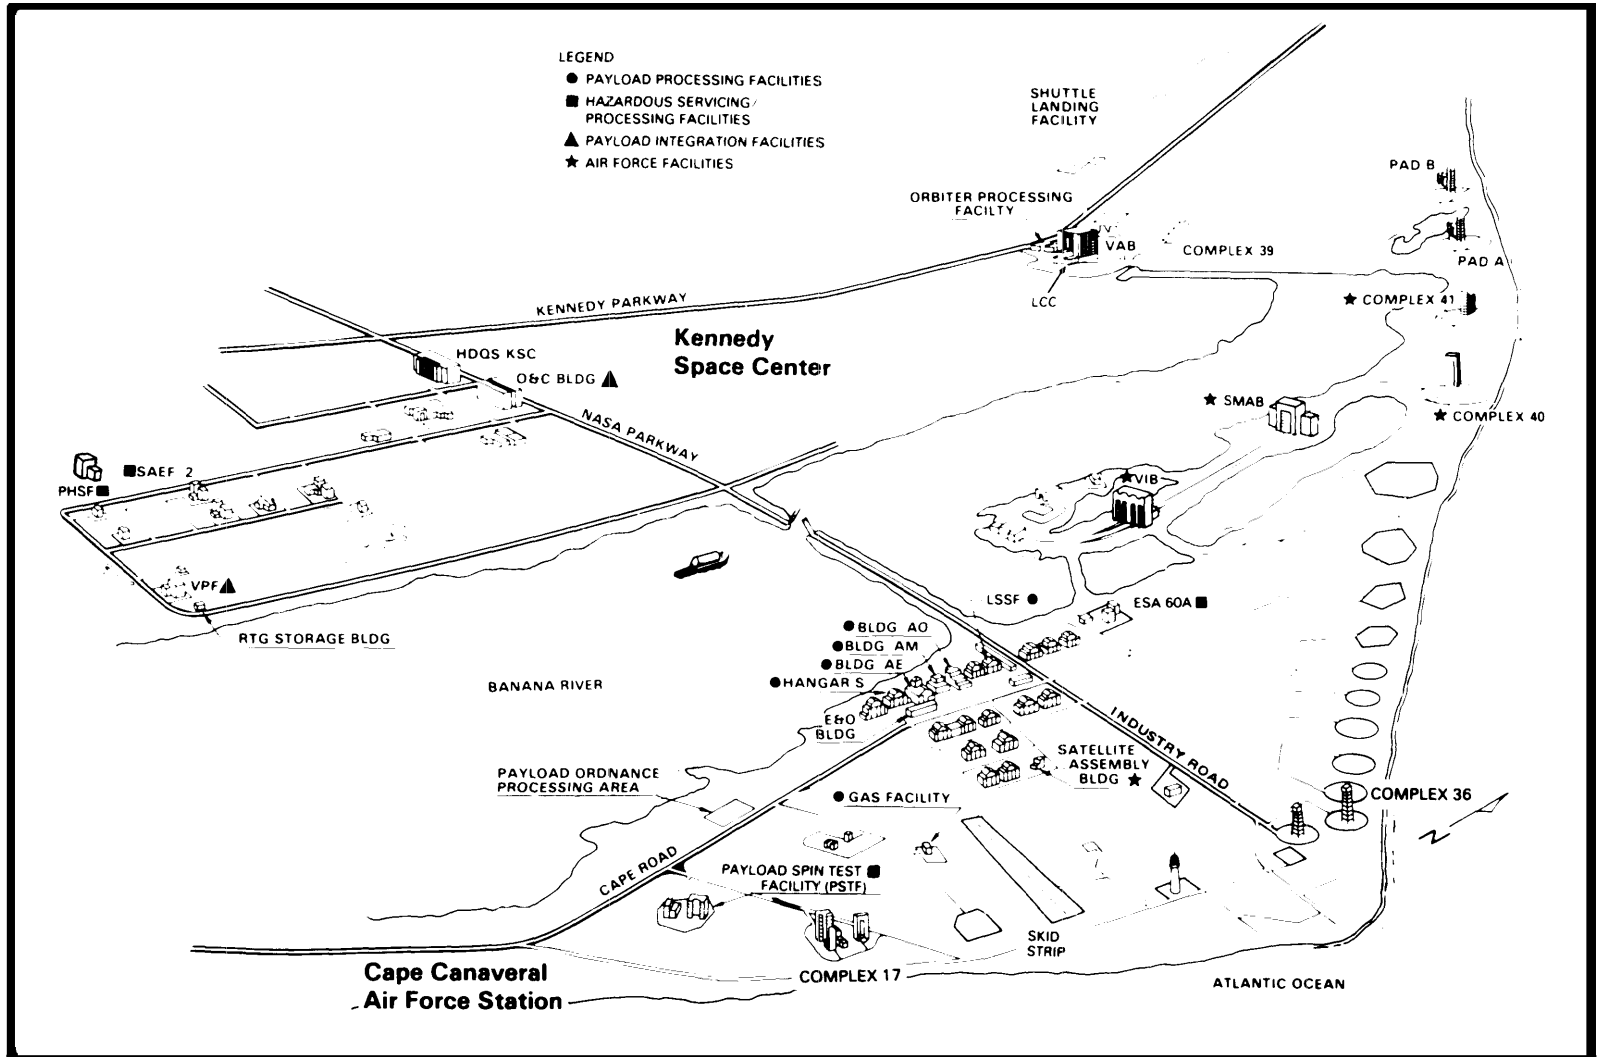 LEGEND
● PAYLOAD PROCESSING FACILITIES
■ HAZARDOUS SERVICING/
PROCESSING FACILITIES
▲ PAYLOAD INTEGRATION FACILITIES
★ AIR FORCE FACILITIES
SHUTTLE
LANDING
FACILITY
PAD B
ORBITER PROCESSING
FACILTY
VAB
COMPLEX 39
PAD A
LCC
★ COMPLEX 41
KENNEDY PARKWAY
Kennedy
Space Center
HDQS KSC
O&C BLDG ▲
NASA PARKWAY
★ SMAB
★ COMPLEX 40
■ SAEF 2
PHSF ■
★ VIB
VPF ▲
RTG STORAGE BLDG
LSSF ●
ESA 60A ■
● BLDG AO
● BLDG AM
● BLDG AE
● HANGAR S
BANANA RIVER
E&O
BLDG
INDUSTRY ROAD
SATELLITE
ASSEMBLY
BLDG ★
PAYLOAD ORDNANCE
PROCESSING AREA
● GAS FACILITY
COMPLEX 36
N
CAPE ROAD
PAYLOAD SPIN TEST ■
FACILITY (PSTF)
SKID
STRIP
Cape Canaveral
Air Force Station
COMPLEX 17
ATLANTIC OCEAN